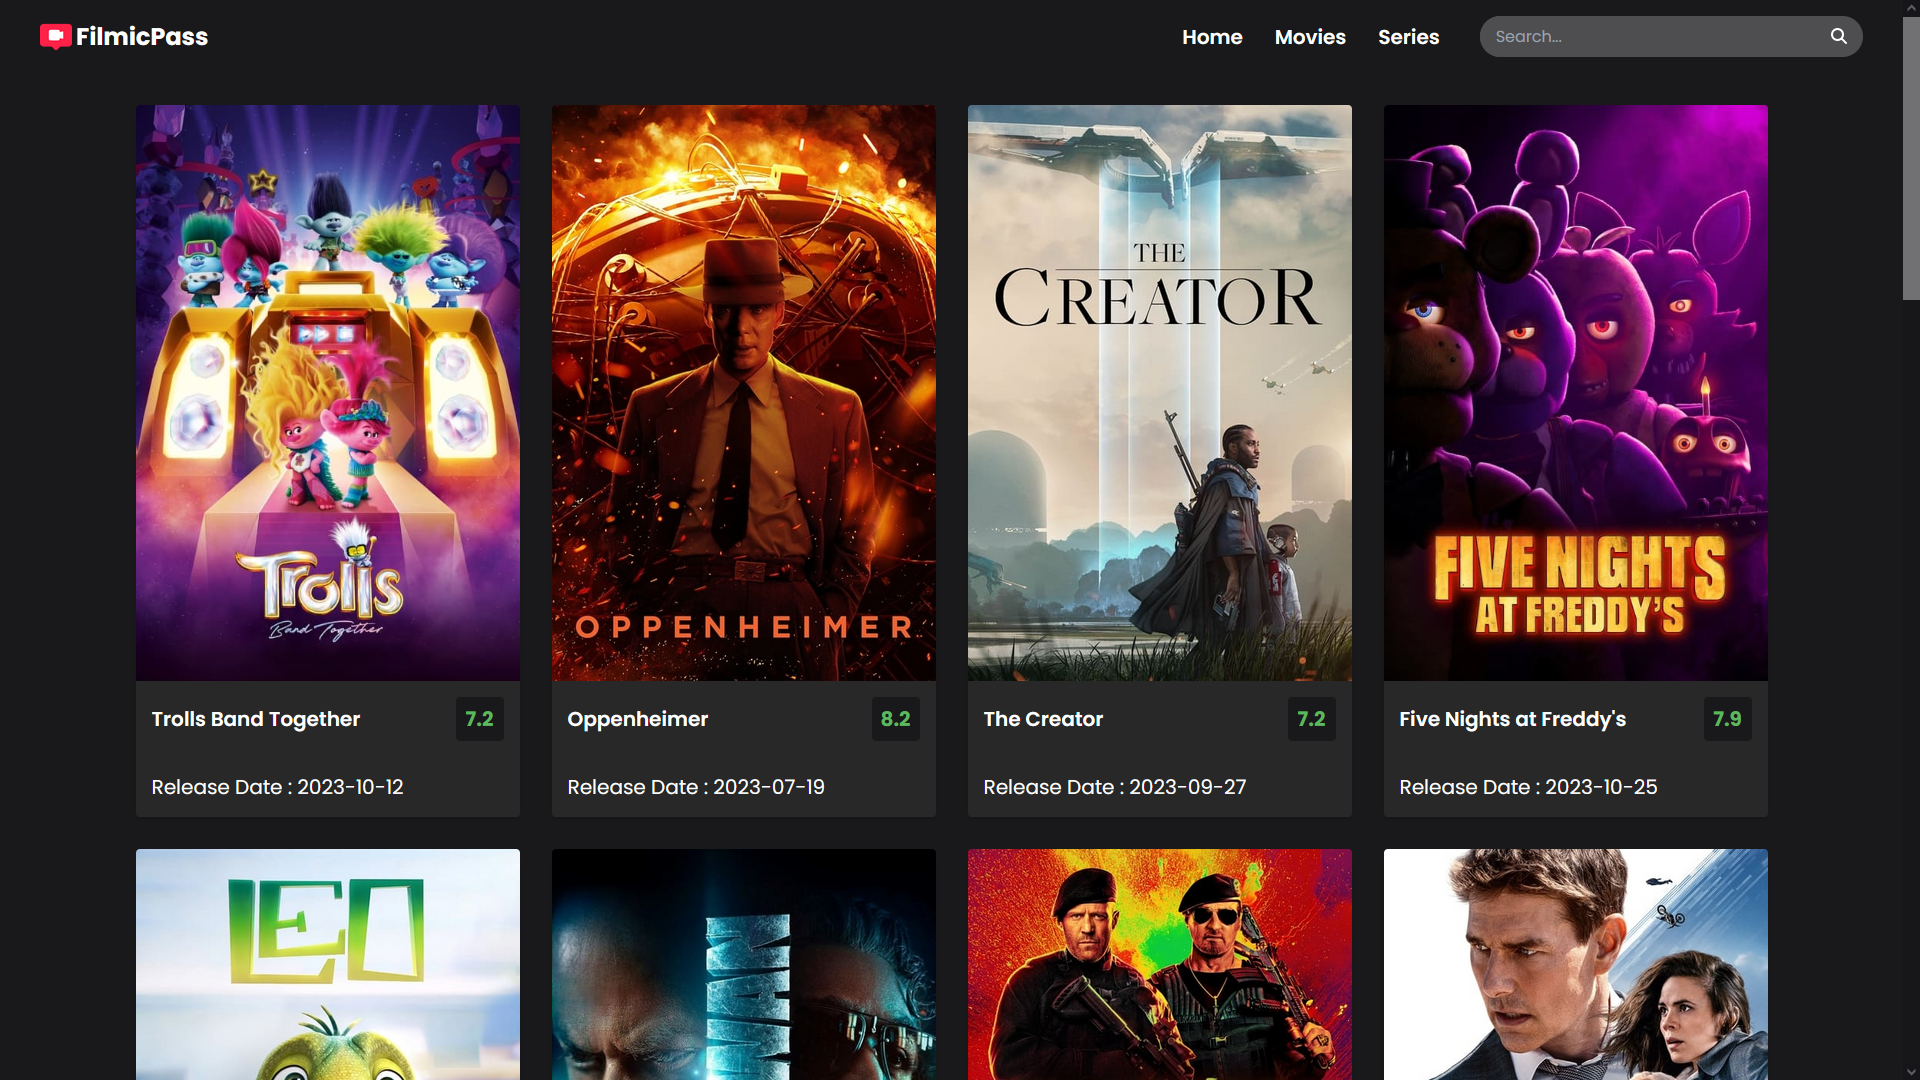 FilmicPass
Home
Movies
Series
Search...
Trolls
Band Together
OPPENHEIMER
THE
CREATOR
FIVE NIGHTS
AT FREDDY'S
Trolls Band Together
7.2
Oppenheimer
8.2
The Creator
7.2
Five Nights at Freddy's
7.9
Release Date : 2023-10-12
Release Date : 2023-07-19
Release Date : 2023-09-27
Release Date : 2023-10-25
LEO